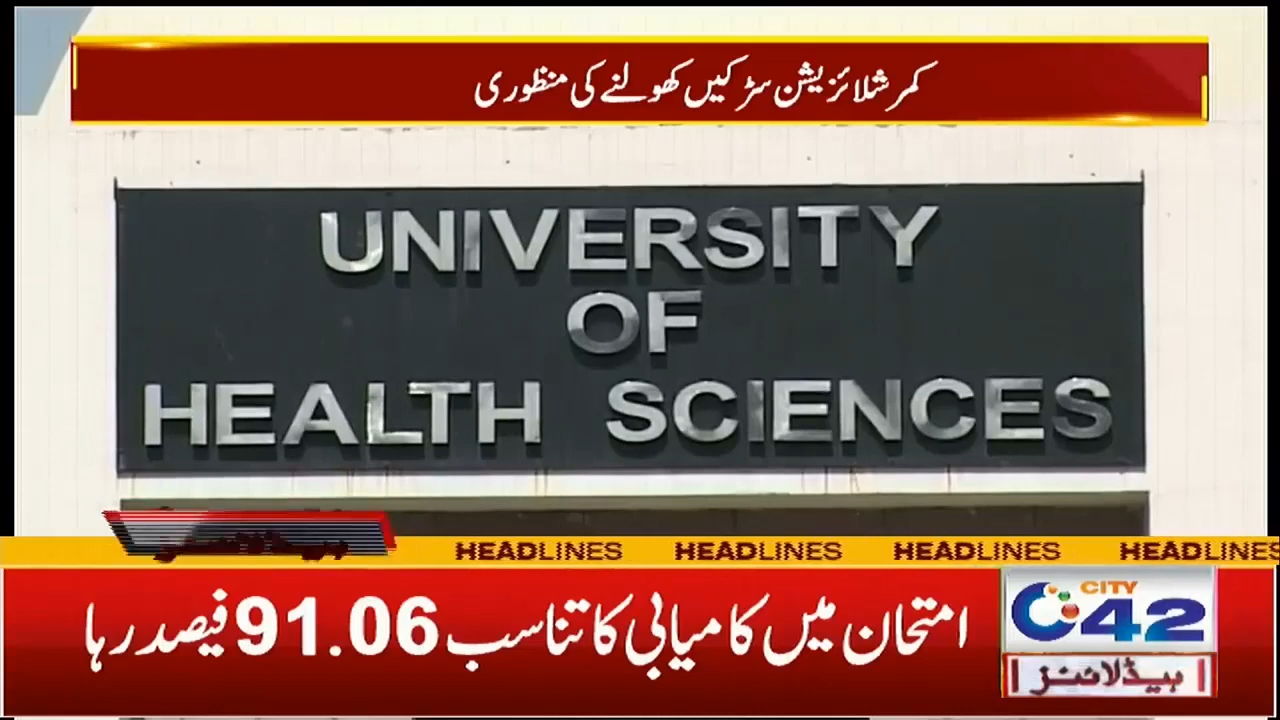 کمرشلائزیشن سڑکیں کھولنے کی منظوری
UNIVERSITY
OF
HEALTH SCIENCES
HEADLINES HEADLINES HEADLINES HEADLINES
امتحان میں کامیابی کا تناسب 91.06 فیصد رہا
CITY
42
ہیڈلائنز